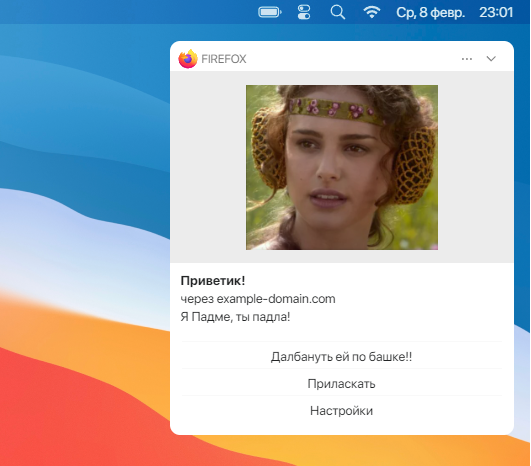 Ср, 8 февр. 23:01
FIREFOX
Приветик!
через example-domain.com
Я Падме, ты падла!
Далбануть ей по башке!!
Приласкать
Настройки